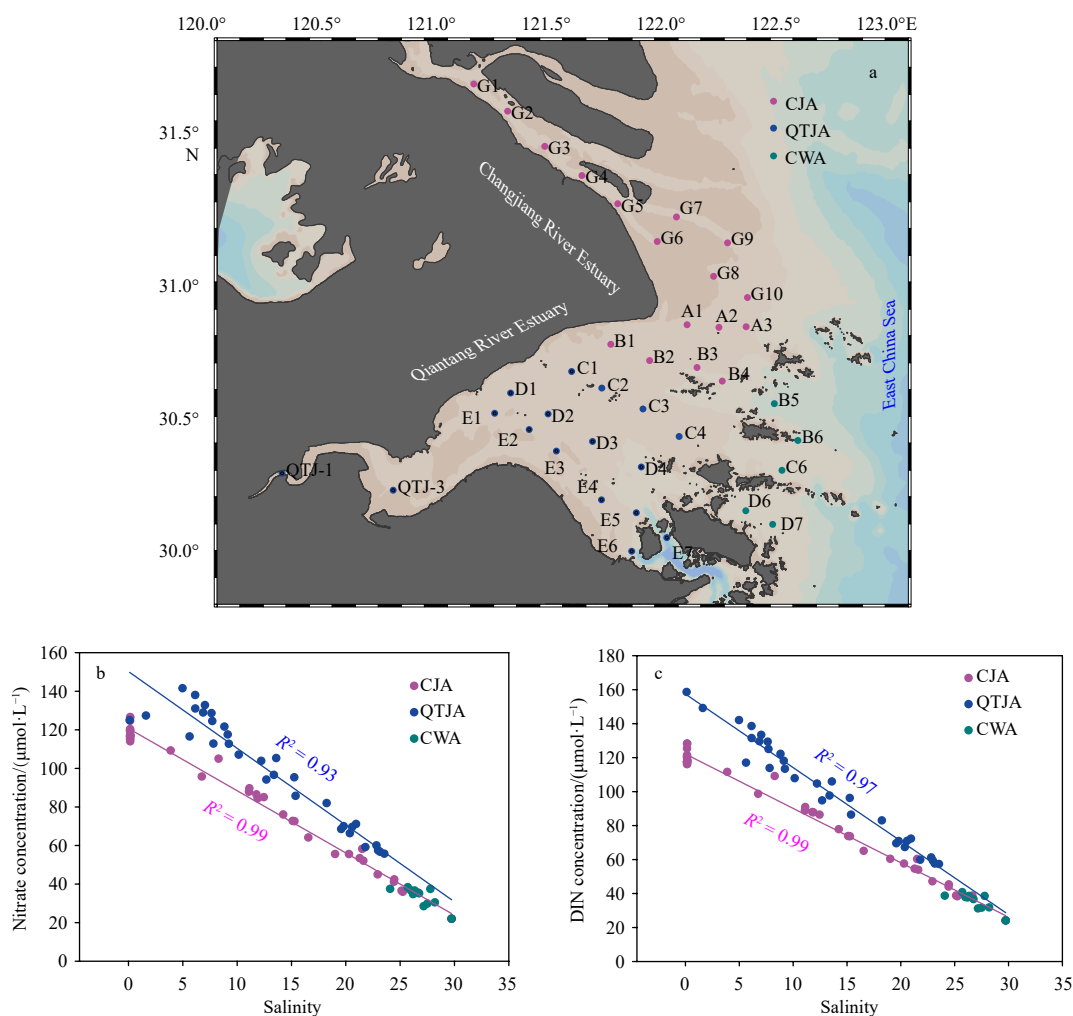 120.0° 120.5° 121.0° 121.5° 122.0° 122.5° 123.0°E
a
CJA
QTJA
CWA
31.5°
N
31.0°
30.5°
30.0°
G1
G2
G3
G4
G5
G6
G7
G9
G8
G10
A1
A2
A3
B1
B2
B3
B4
B5
B6
C1
C2
C3
C4
C6
D1
D2
D3
D4
D6
D7
E1
E2
E3
E4
E5
E6
E7
QTJ-1
QTJ-3
Changjiang River Estuary
Qiantang River Estuary
East China Sea
b
Nitrate concentration/(μmol·L⁻¹)
160
140
120
100
80
60
40
20
0
0 5 10 15 20 25 30 35
Salinity
CJA
QTJA
CWA
R² = 0.93
R² = 0.99
c
DIN concentration/(μmol·L⁻¹)
180
160
140
120
100
80
60
40
20
0
0 5 10 15 20 25 30 35
Salinity
CJA
QTJA
CWA
R² = 0.97
R² = 0.99